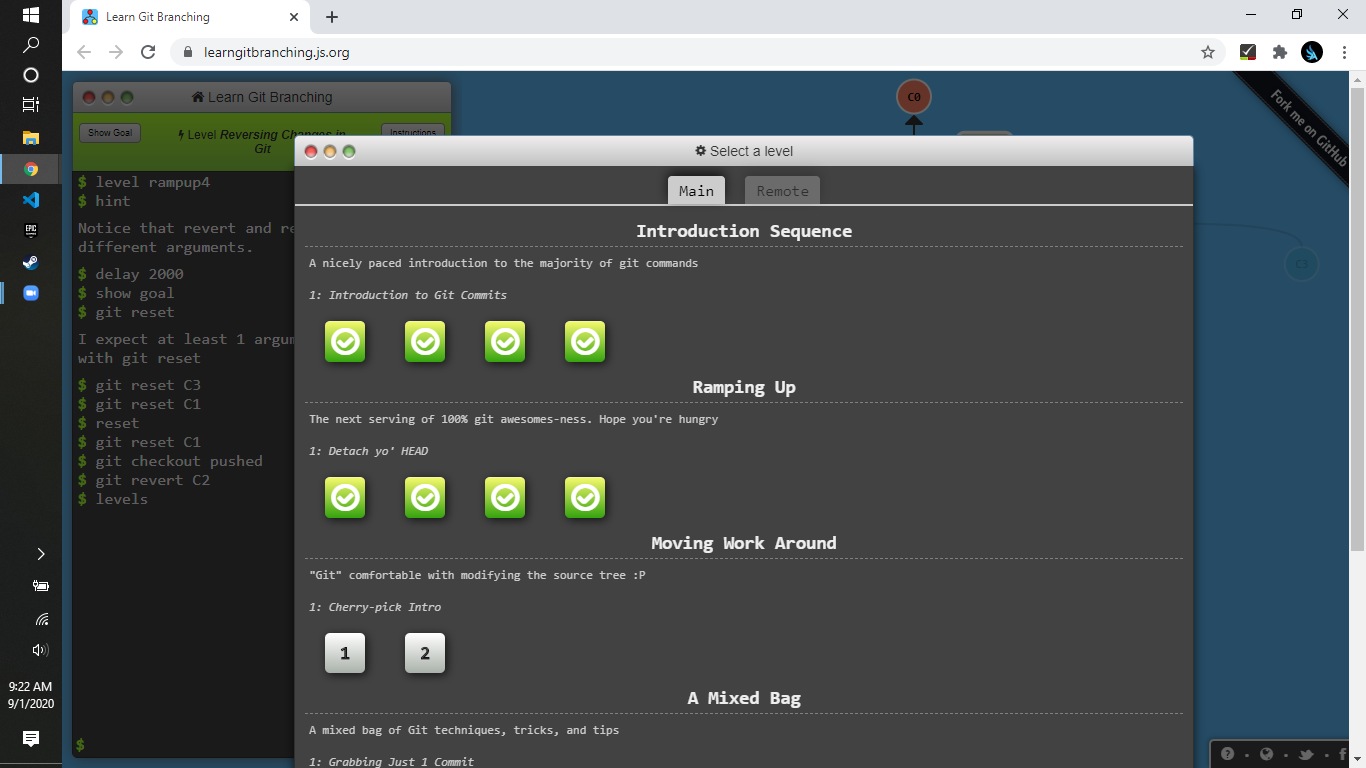 Learn Git Branching
learngitbranching.js.org
Learn Git Branching
Show Goal
Level Reversing Changes in
Git
Instructions
$ level rampup4
$ hint
Notice that revert and re
different arguments.
$ delay 2000
$ show goal
$ git reset
I expect at least 1 argum
with git reset
$ git reset C3
$ git reset C1
$ reset
$ git reset C1
$ git checkout pushed
$ git revert C2
$ levels
$
C0
C3
Fork me on GitHub
Select a level
Main
Remote
Introduction Sequence
A nicely paced introduction to the majority of git commands
1: Introduction to Git Commits
Ramping Up
The next serving of 100% git awesomes-ness. Hope you're hungry
1: Detach yo' HEAD
Moving Work Around
"Git" comfortable with modifying the source tree :P
1: Cherry-pick Intro
1
2
A Mixed Bag
A mixed bag of Git techniques, tricks, and tips
1: Grabbing Just 1 Commit
EPIC
9:22 AM
9/1/2020